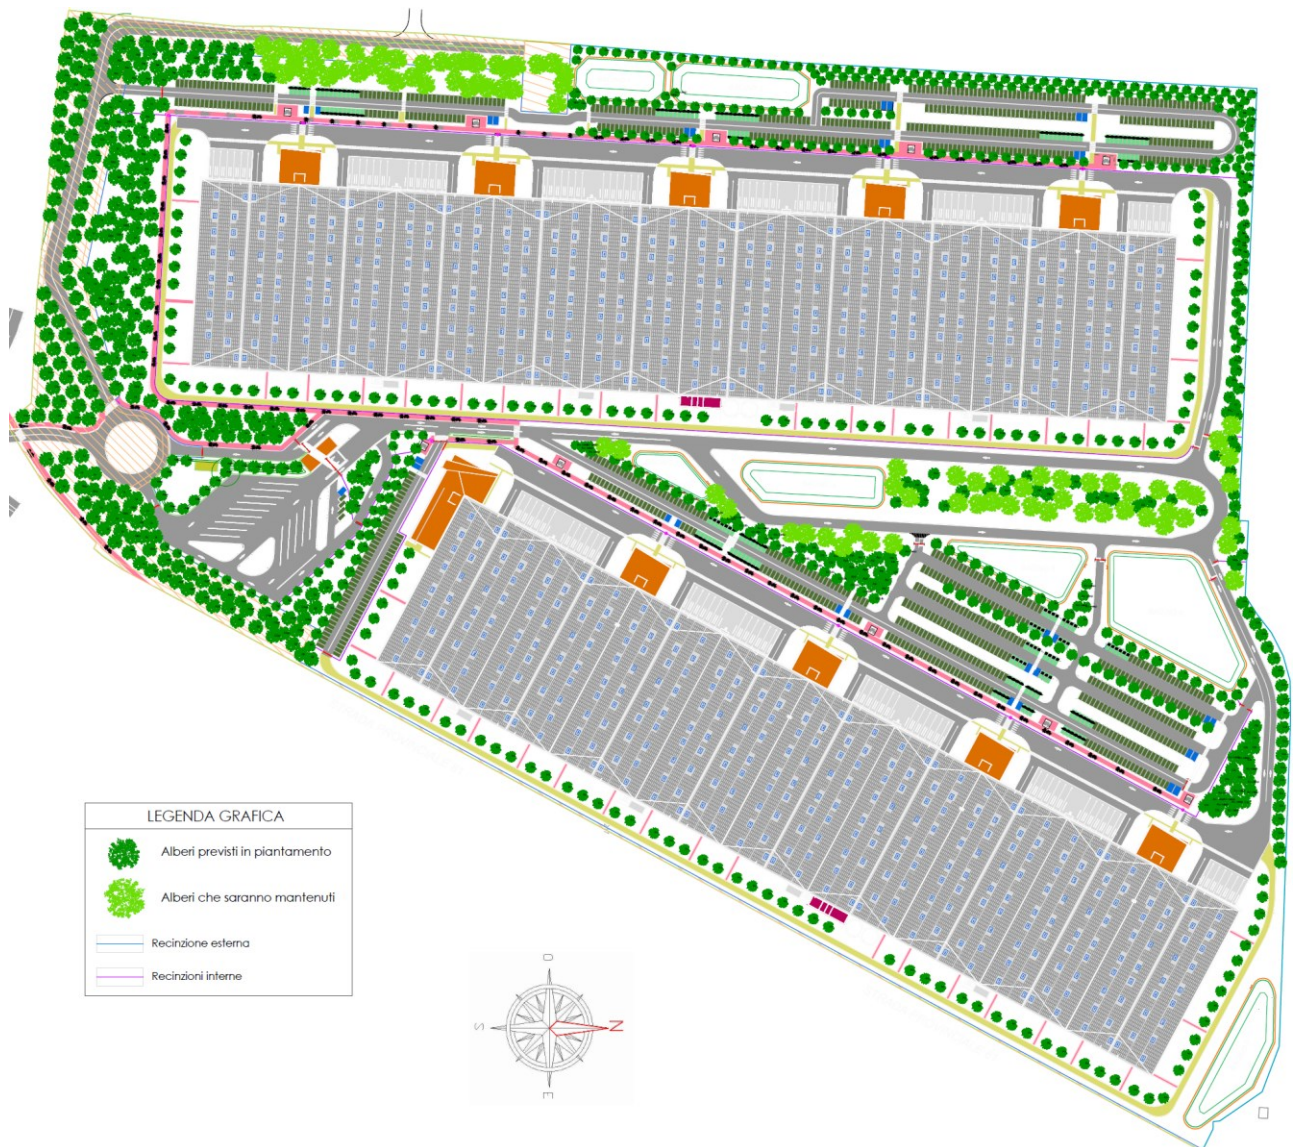 LEGENDA GRAFICA
Alberi previsti in piantamento
Alberi che saranno mantenuti
Recinzione esterna
Recinzioni interne
O
S
N
E